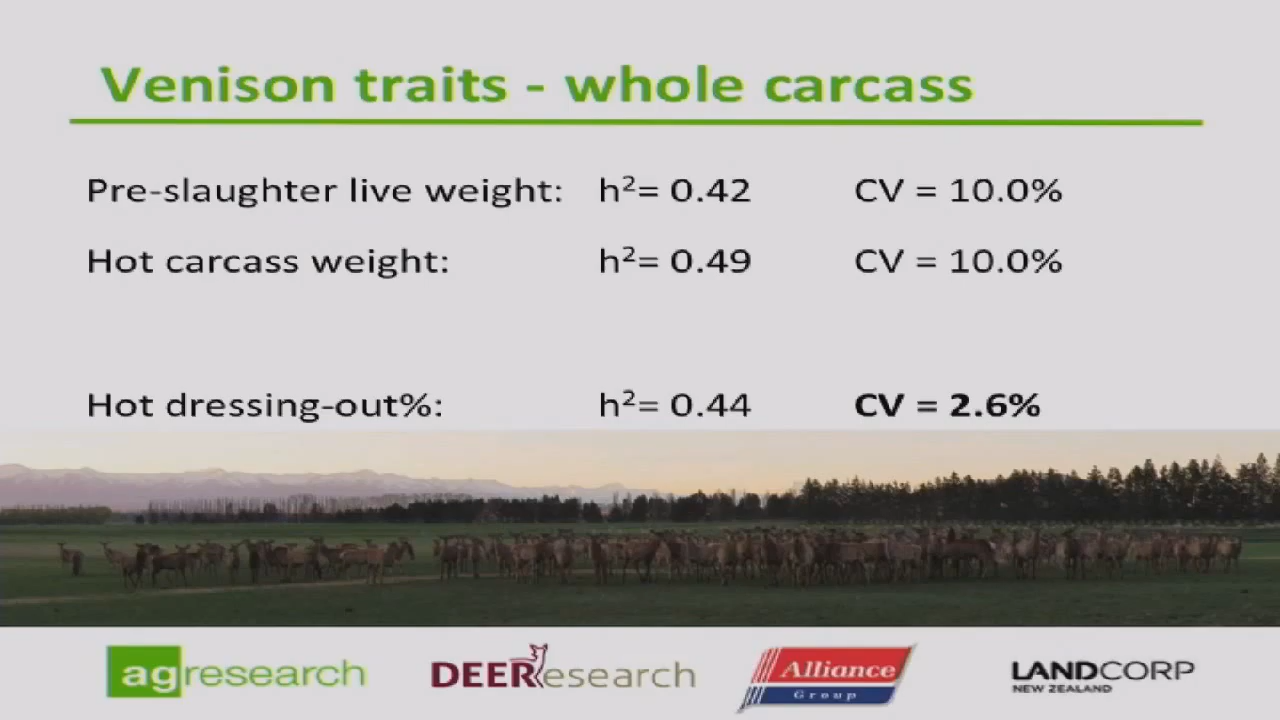 Venison traits - whole carcass
Pre-slaughter live weight: h²= 0.42 CV = 10.0%
Hot carcass weight: h²= 0.49 CV = 10.0%
Hot dressing-out%: h²= 0.44 CV = 2.6%
agresearch DEEResearch Alliance Group LANDCORP NEW ZEALAND